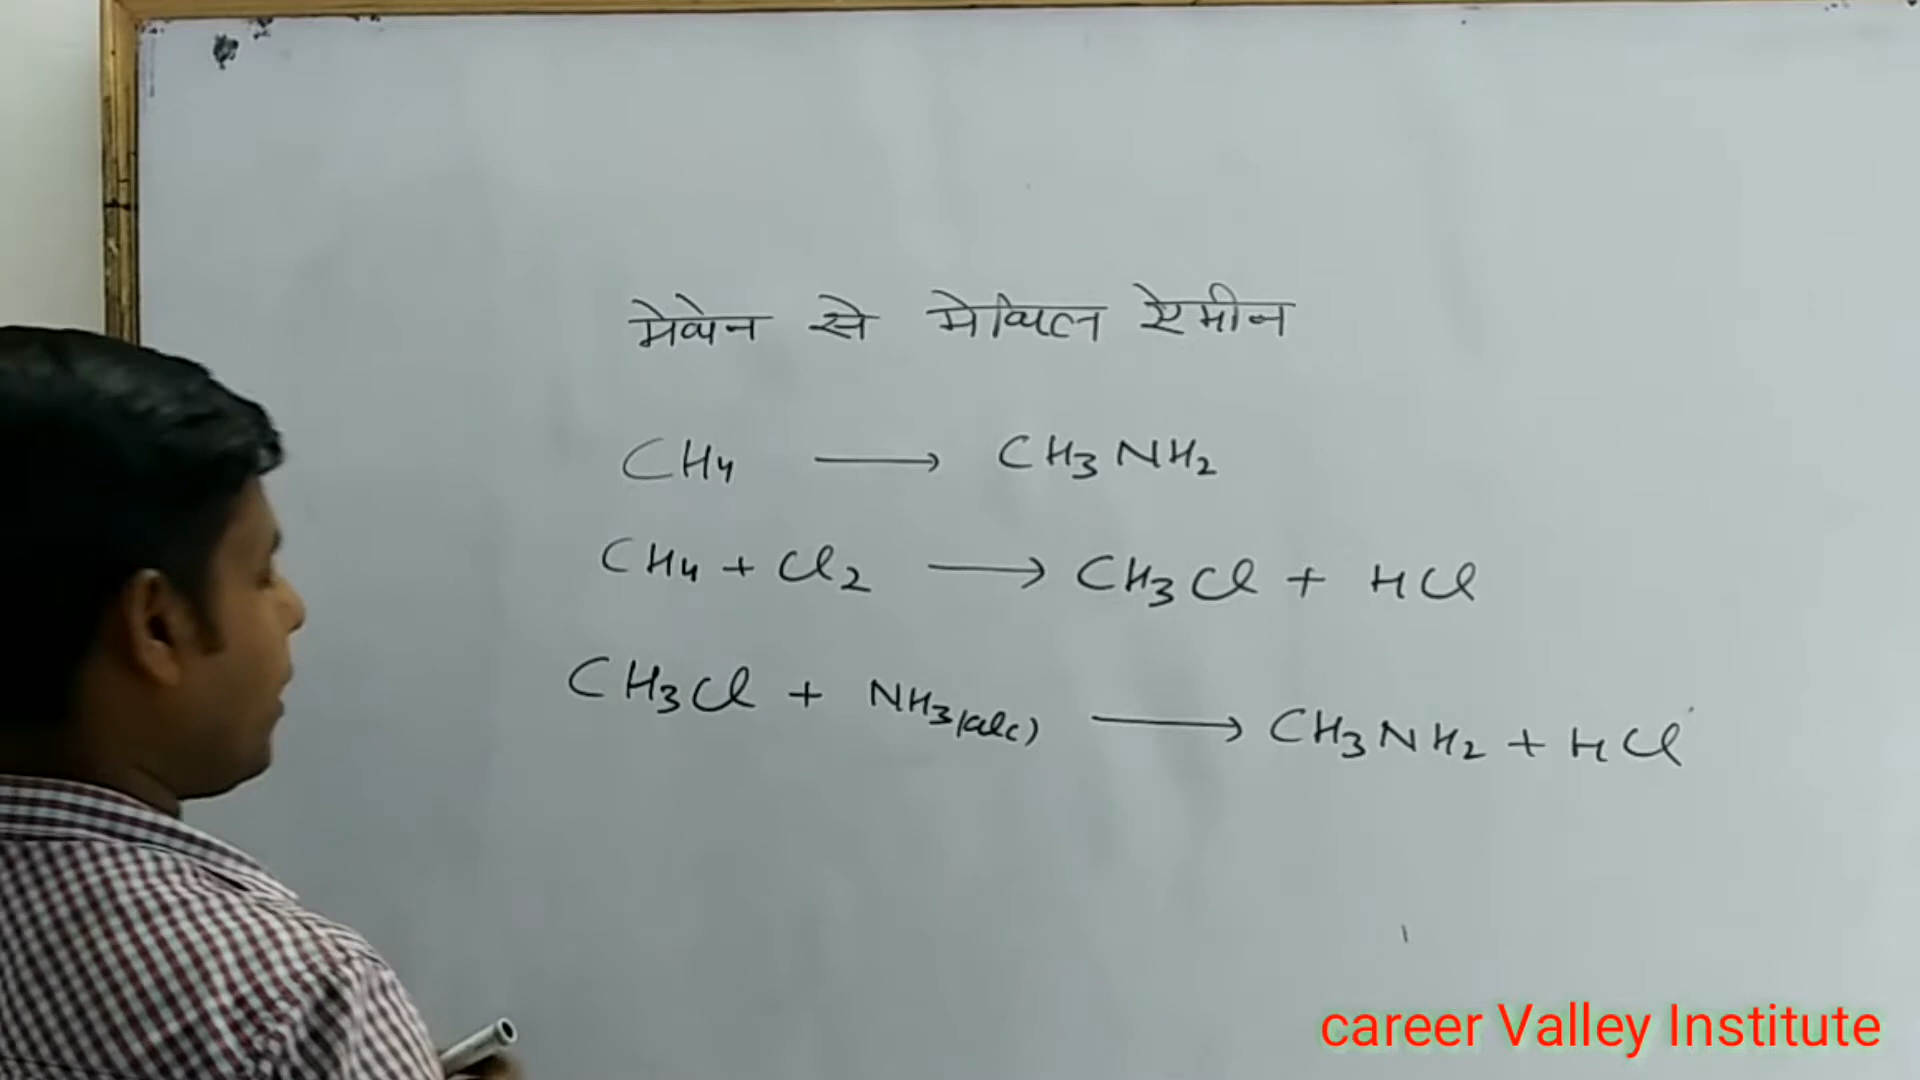 मेथेन से मेथिल ऐमीन
CH4 ⟶ CH3NH2
CH4 + Cl2 ⟶ CH3Cl + HCl
CH3Cl + NH3(alc) ⟶ CH3NH2 + HCl
career Valley Institute